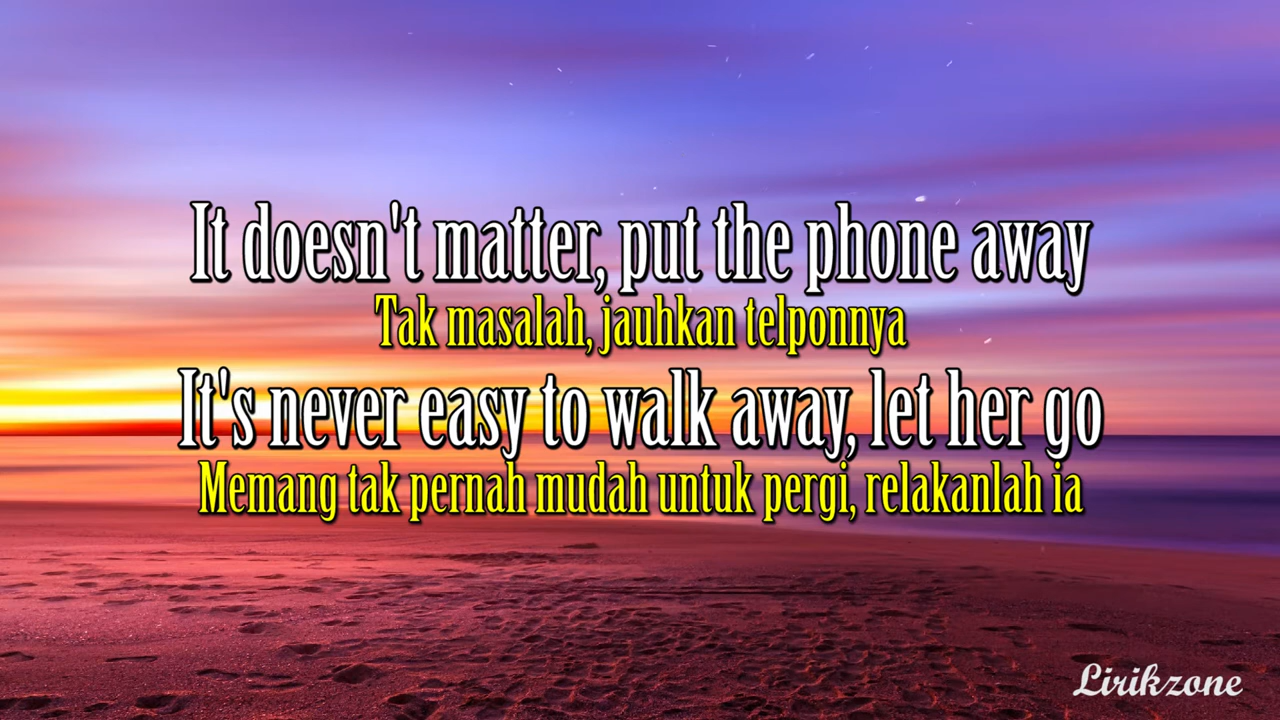 It doesn't matter, put the phone away
Tak masalah, jauhkan telponnya
It's never easy to walk away, let her go
Memang tak pernah mudah untuk pergi, relakanlah ia
Lirikzone